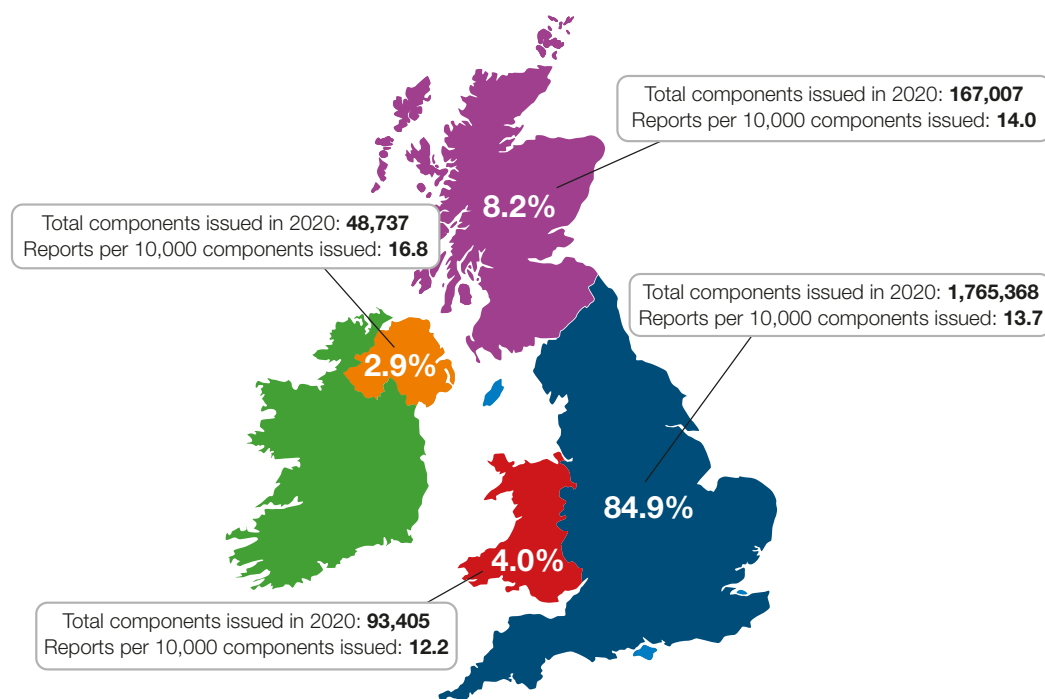 Total components issued in 2020: 167,007
Reports per 10,000 components issued: 14.0
8.2%
Total components issued in 2020: 48,737
Reports per 10,000 components issued: 16.8
2.9%
Total components issued in 2020: 1,765,368
Reports per 10,000 components issued: 13.7
84.9%
4.0%
Total components issued in 2020: 93,405
Reports per 10,000 components issued: 12.2